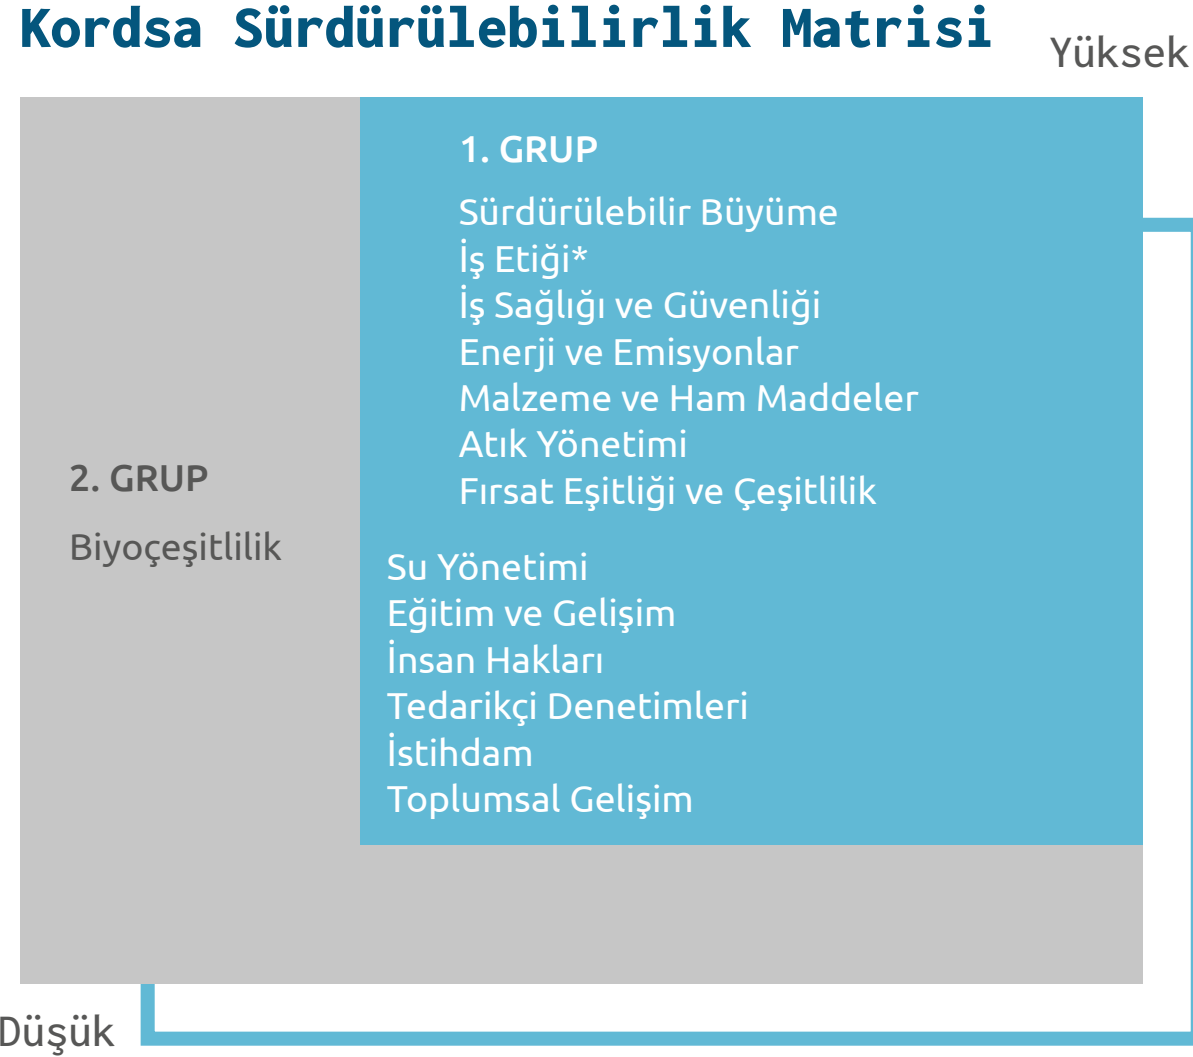 Kordsa Sürdürülebilirlik Matrisi
Yüksek
1. GRUP
Sürdürülebilir Büyüme
İş Etiği*
İş Sağlığı ve Güvenliği
Enerji ve Emisyonlar
Malzeme ve Ham Maddeler
Atık Yönetimi
Fırsat Eşitliği ve Çeşitlilik
2. GRUP
Biyoçeşitlilik
Su Yönetimi
Eğitim ve Gelişim
İnsan Hakları
Tedarikçi Denetimleri
İstihdam
Toplumsal Gelişim
Düşük